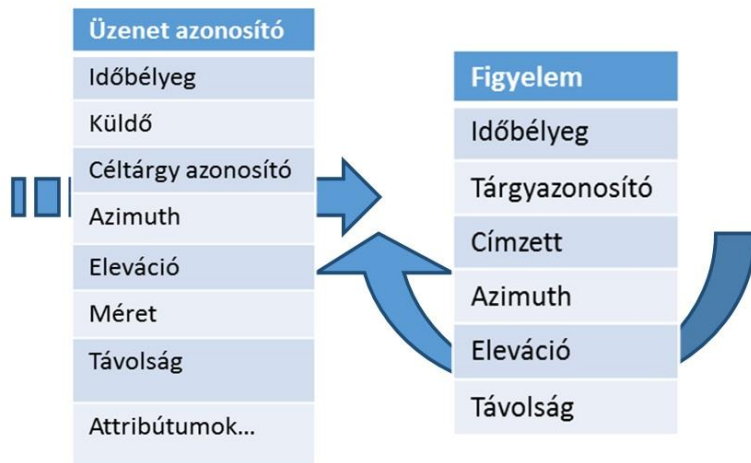 Üzenet azonosító
Időbélyeg
Küldő
Céltárgy azonosító
Azimuth
Eleváció
Méret
Távolság
Attribútumok...
Figyelem
Időbélyeg
Tárgyazonosító
Címzett
Azimuth
Eleváció
Távolság